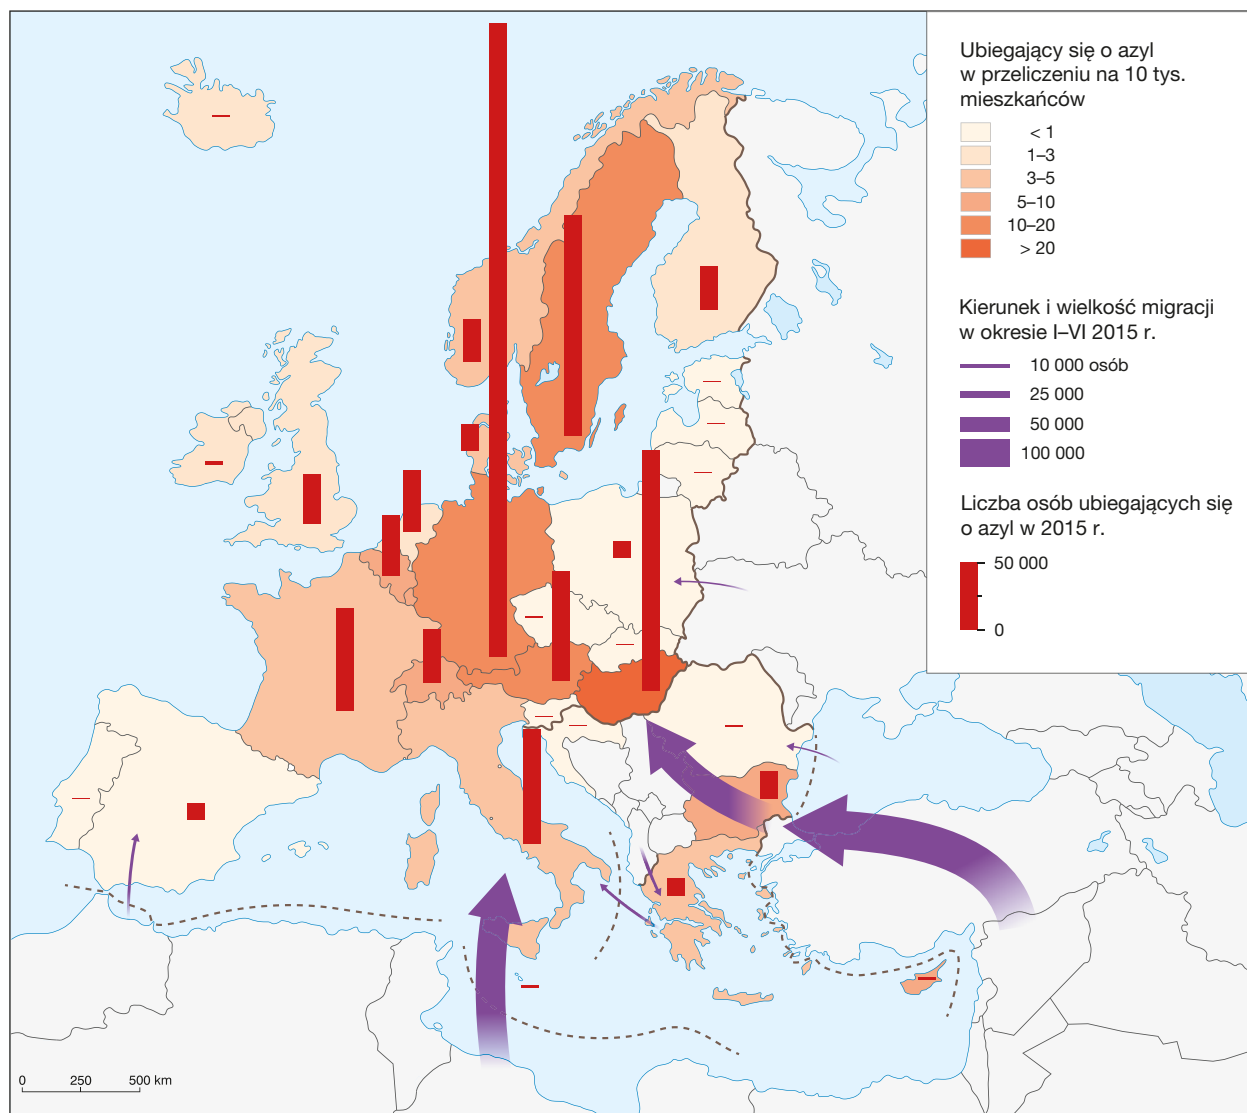 Ubiegający się o azyl
w przeliczeniu na 10 tys.
mieszkańców
< 1
1–3
3–5
5–10
10–20
> 20
Kierunek i wielkość migracji
w okresie I–VI 2015 r.
10 000 osób
25 000
50 000
100 000
Liczba osób ubiegających się
o azyl w 2015 r.
50 000
0
0 250 500 km